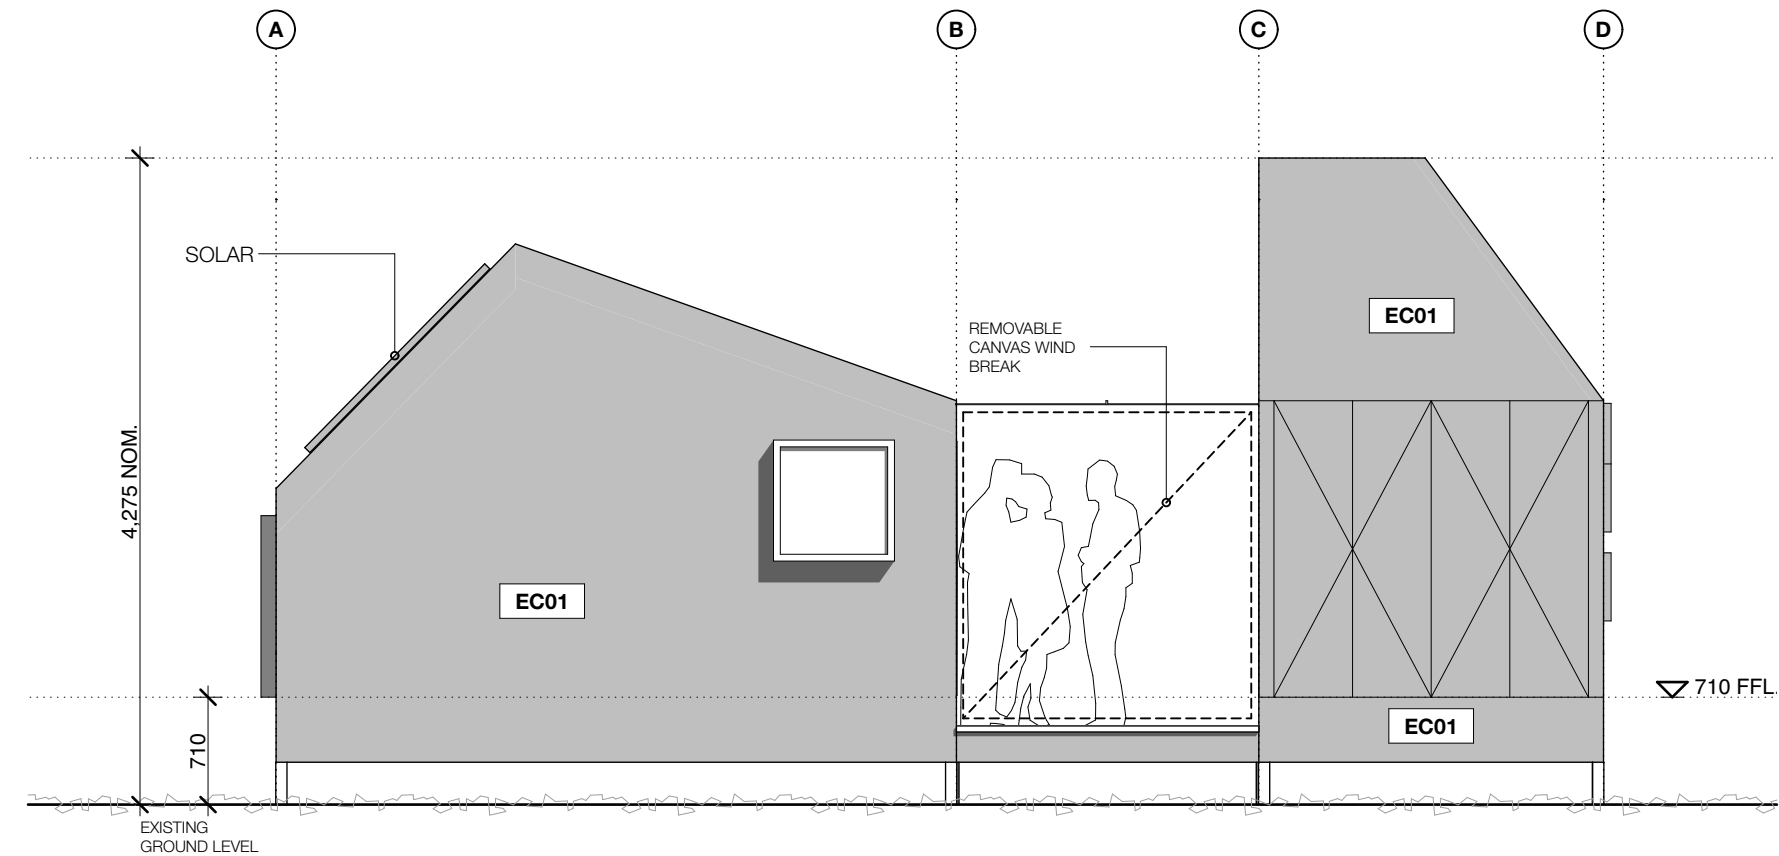 A
B
C
D
SOLAR
EC01
REMOVABLE
CANVAS WIND
BREAK
4,275 NOM.
EC01
710 FFL.
EC01
710
EXISTING
GROUND LEVEL